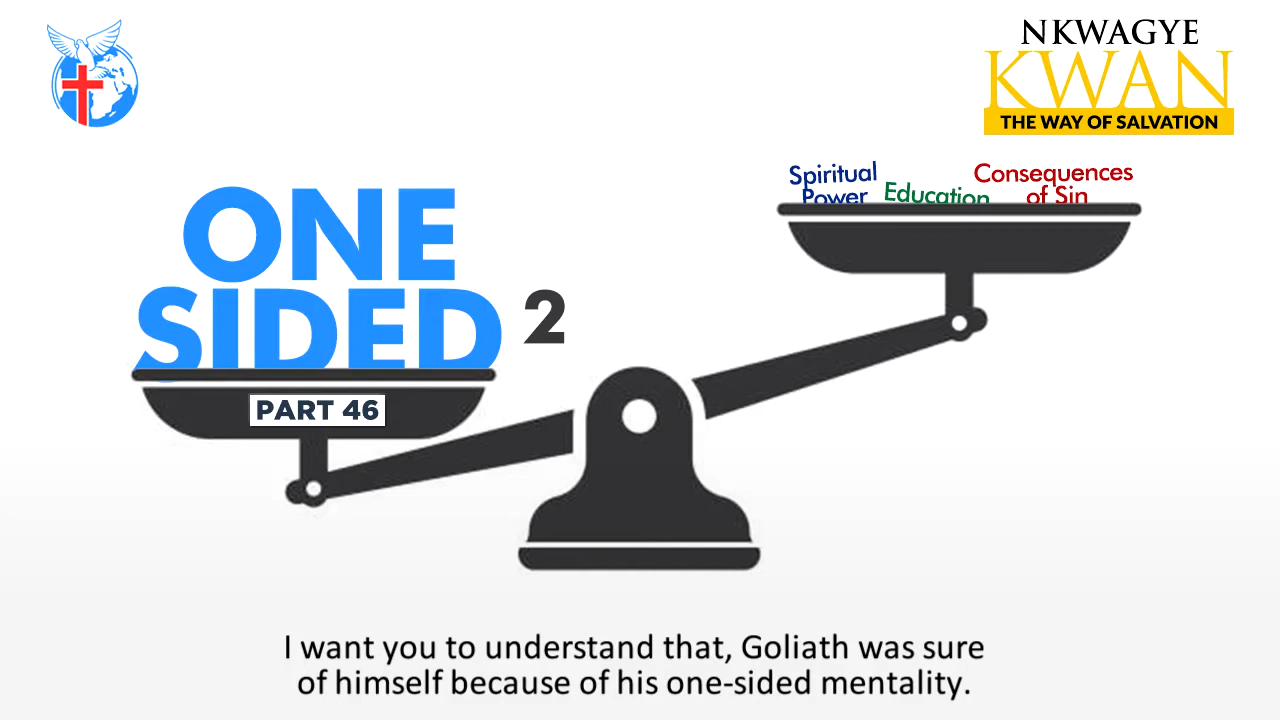 NKWAGYE
KWAN
THE WAY OF SALVATION
Spiritual
Power
Education
Consequences
of Sin
ONE
SIDED 2
PART 46
I want you to understand that, Goliath was sure
of himself because of his one-sided mentality.